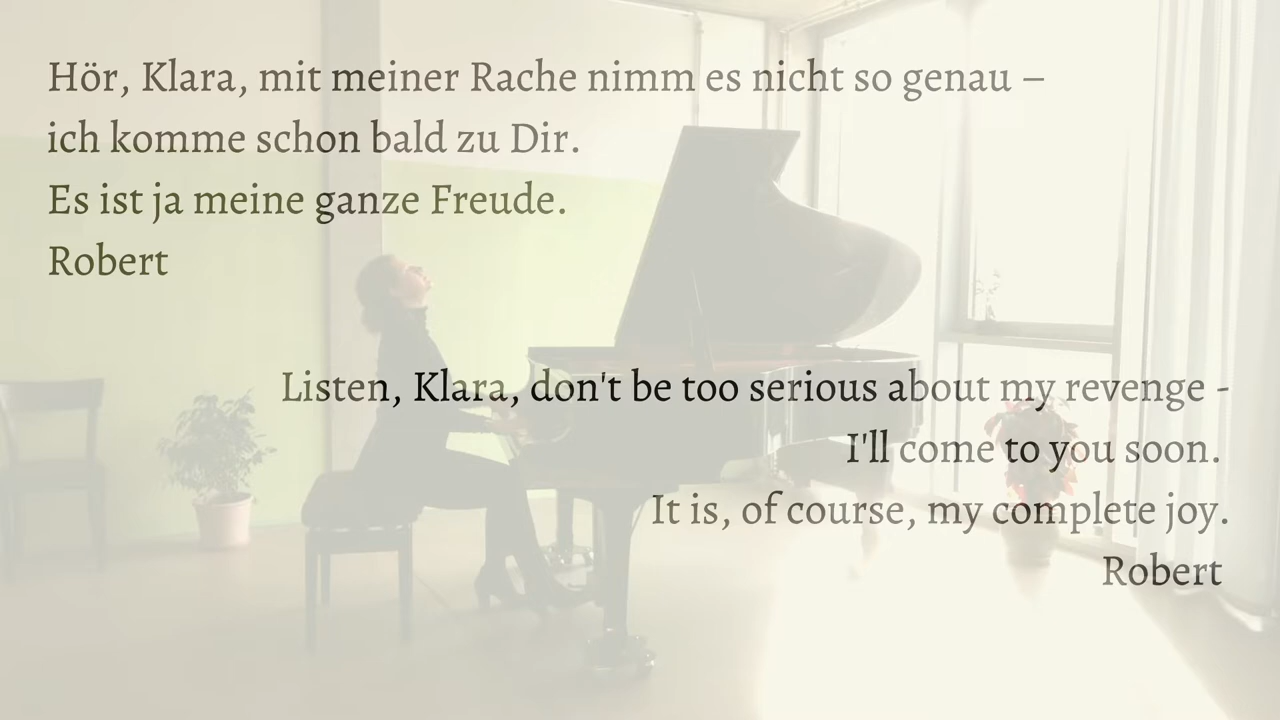 Hör, Klara, mit meiner Rache nimm es nicht so genau –
ich komme schon bald zu Dir.
Es ist ja meine ganze Freude.
Robert
Listen, Klara, don't be too serious about my revenge -
I'll come to you soon.
It is, of course, my complete joy.
Robert